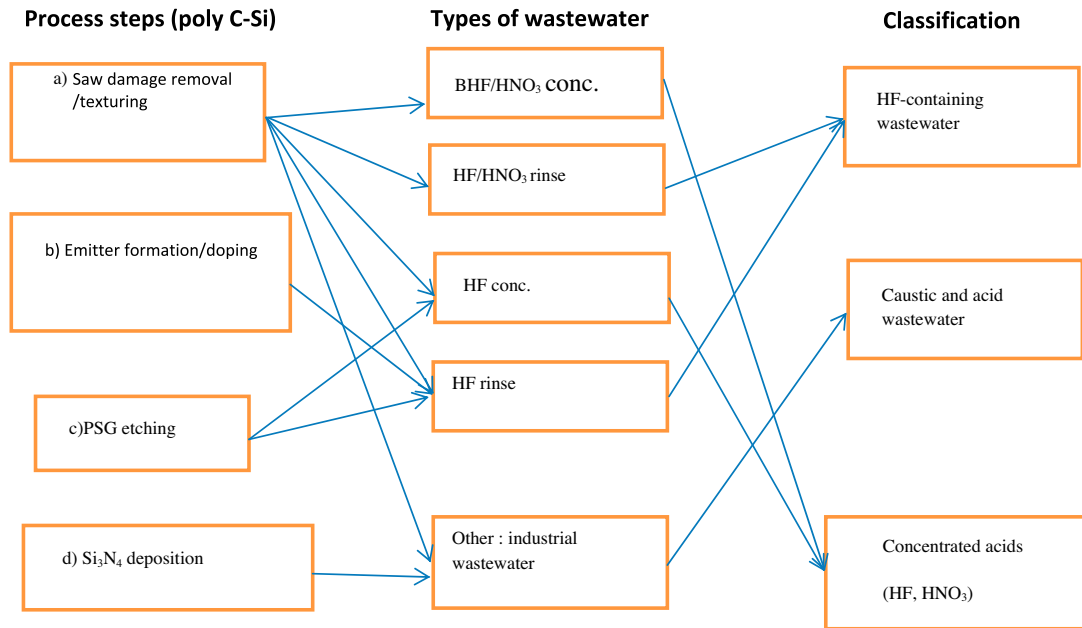 Process steps (poly C-Si)
Types of wastewater
Classification
a) Saw damage removal
/texturing
b) Emitter formation/doping
c)PSG etching
d) Si₃N₄ deposition
BHF/HNO₃ conc.
HF/HNO₃ rinse
HF conc.
HF rinse
Other : industrial
wastewater
HF-containing
wastewater
Caustic and acid
wastewater
Concentrated acids
(HF, HNO₃)